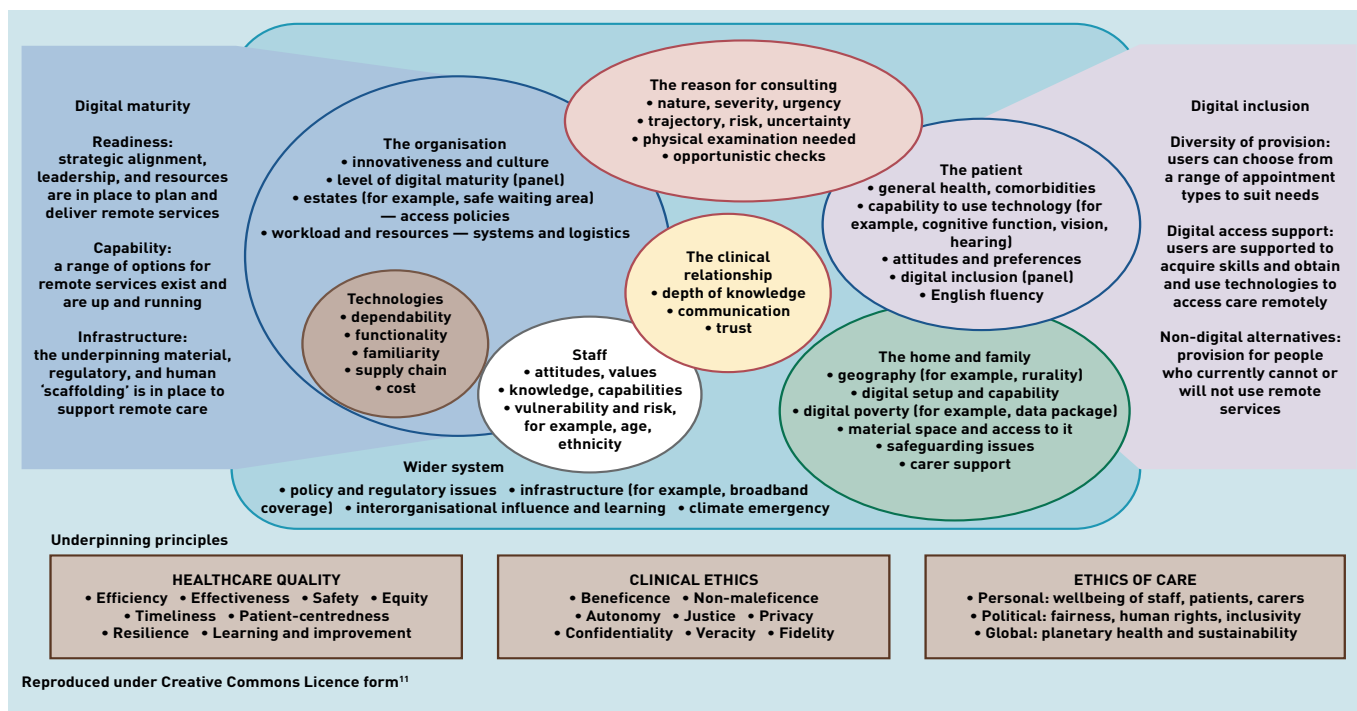 Digital maturity
Readiness:
strategic alignment,
leadership, and resources
are in place to plan and
deliver remote services
Capability:
a range of options for
remote services exist and
are up and running
Infrastructure:
the underpinning material,
regulatory, and human
‘scaffolding’ is in place to
support remote care
The organisation
• innovativeness and culture
• level of digital maturity (panel)
• estates (for example, safe waiting area)
— access policies
• workload and resources — systems and logistics
Technologies
• dependability
• functionality
• familiarity
• supply chain
• cost
Staff
• attitudes, values
• knowledge, capabilities
• vulnerability and risk,
for example, age,
ethnicity
The reason for consulting
• nature, severity, urgency
• trajectory, risk, uncertainty
• physical examination needed
• opportunistic checks
The clinical
relationship
• depth of knowledge
• communication
• trust
The patient
• general health, comorbidities
• capability to use technology (for
example, cognitive function, vision,
hearing)
• attitudes and preferences
• digital inclusion (panel)
• English fluency
The home and family
• geography (for example, rurality)
• digital setup and capability
• digital poverty (for example, data package)
• material space and access to it
• safeguarding issues
• carer support
Digital inclusion
Diversity of provision:
users can choose from
a range of appointment
types to suit needs
Digital access support:
users are supported to
acquire skills and obtain
and use technologies to
access care remotely
Non-digital alternatives:
provision for people
who currently cannot or
will not use remote
services
Wider system
• policy and regulatory issues • infrastructure (for example, broadband
coverage) • interorganisational influence and learning • climate emergency
Underpinning principles
HEALTHCARE QUALITY
• Efficiency • Effectiveness • Safety • Equity
• Timeliness • Patient-centredness
• Resilience • Learning and improvement
CLINICAL ETHICS
• Beneficence • Non-maleficence
• Autonomy • Justice • Privacy
• Confidentiality • Veracity • Fidelity
ETHICS OF CARE
• Personal: wellbeing of staff, patients, carers
• Political: fairness, human rights, inclusivity
• Global: planetary health and sustainability
Reproduced under Creative Commons Licence form¹¹